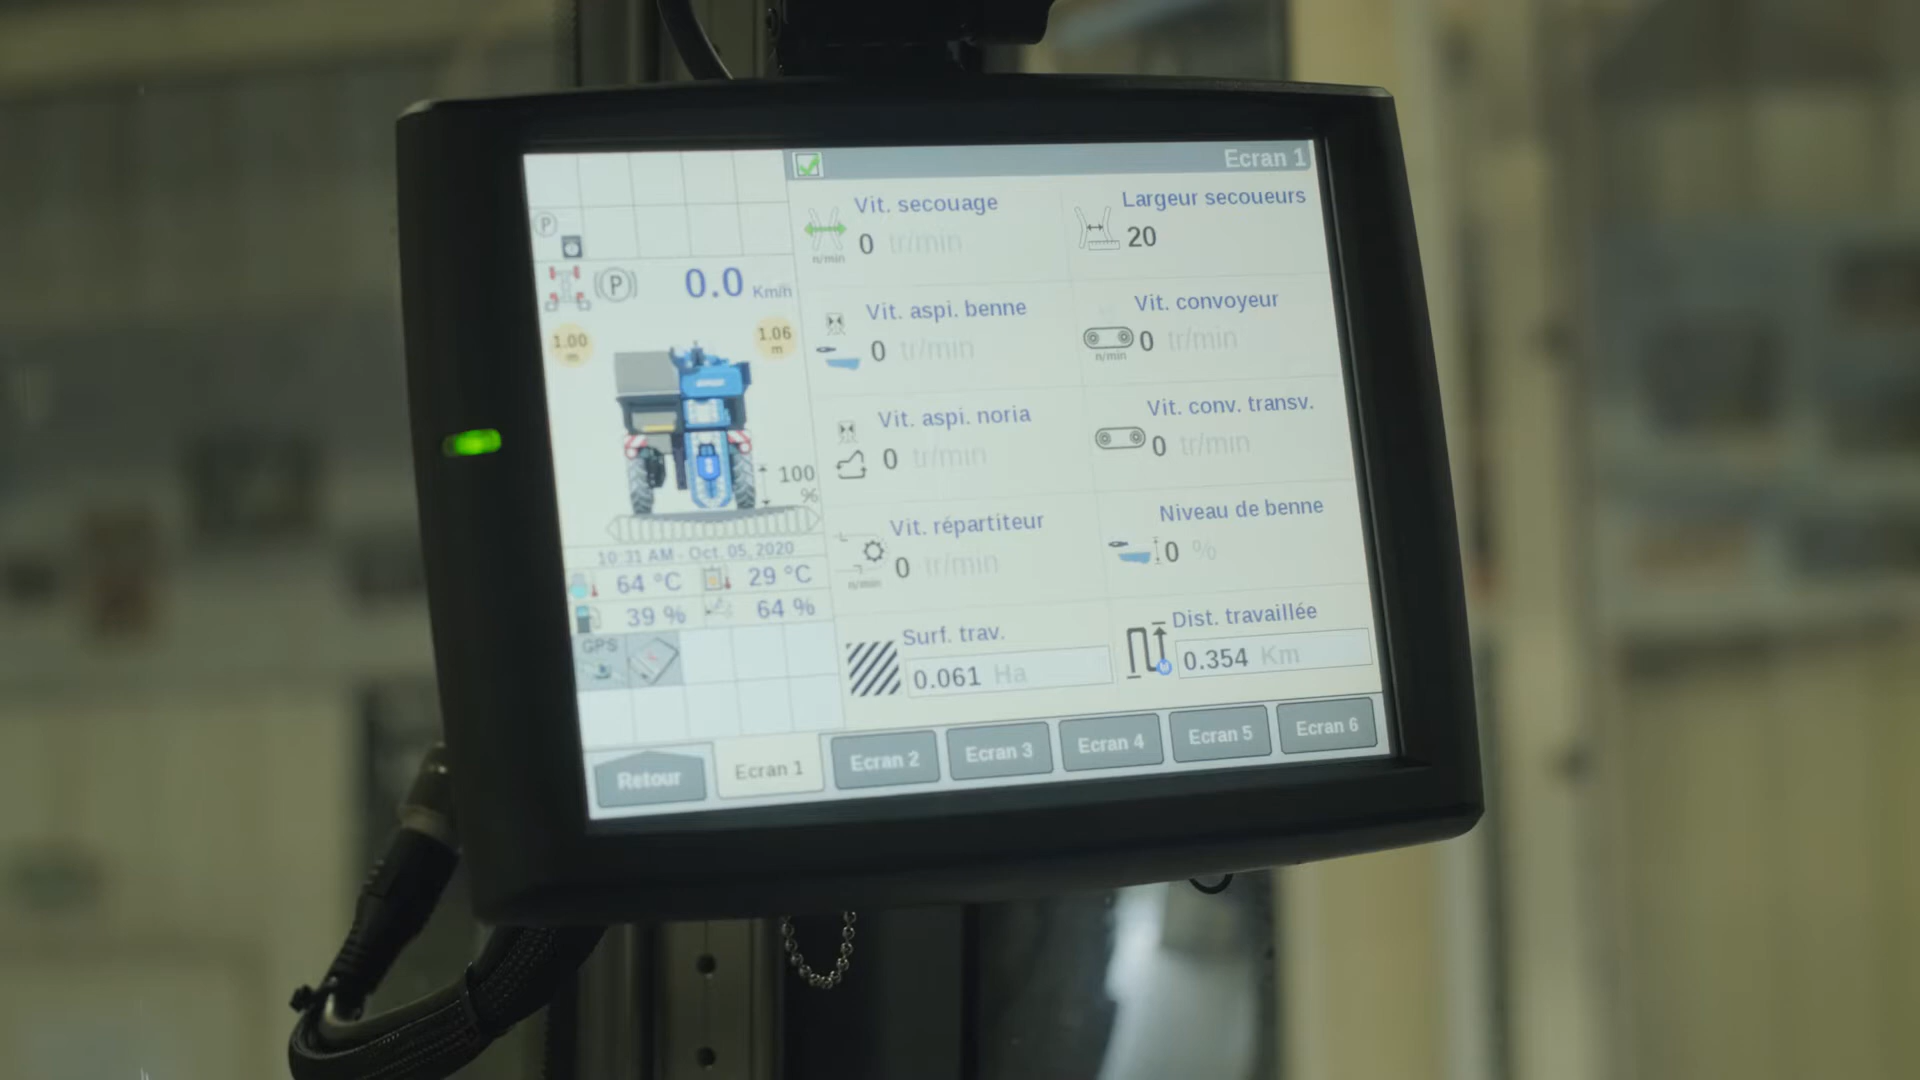 Ecran 1
P
(P) 0.0 Km/h
1.00 m
1.06 m
100 %
10:31 AM - Oct. 05, 2020
64 °C 29 °C
39 % 64 %
GPS
Vit. secouage
n/min 0 tr/min
Largeur secoueurs
20
Vit. aspi. benne
0 tr/min
Vit. convoyeur
n/min 0 tr/min
Vit. aspi. noria
0 tr/min
Vit. conv. transv.
0 tr/min
Vit. répartiteur
n/min 0 tr/min
Niveau de benne
0 %
Surf. trav.
0.061 Ha
Dist. travaillée
0.354 Km
Retour
Ecran 1
Ecran 2
Ecran 3
Ecran 4
Ecran 5
Ecran 6